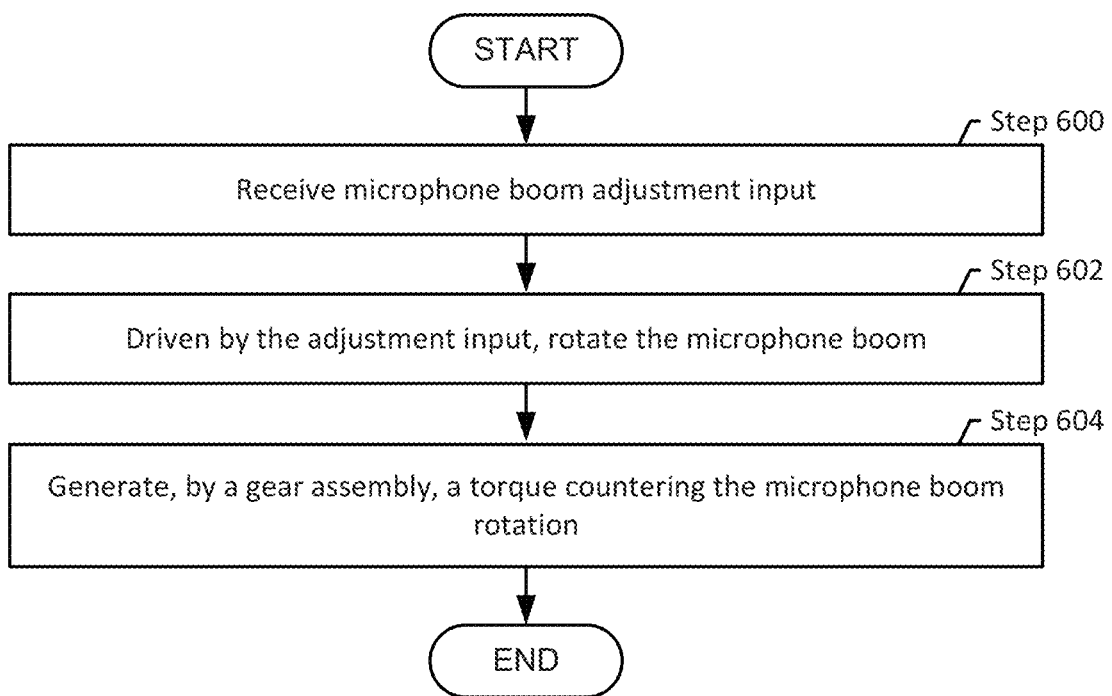 START
Step 600
Receive microphone boom adjustment input
Step 602
Driven by the adjustment input, rotate the microphone boom
Step 604
Generate, by a gear assembly, a torque countering the microphone boom
rotation
END